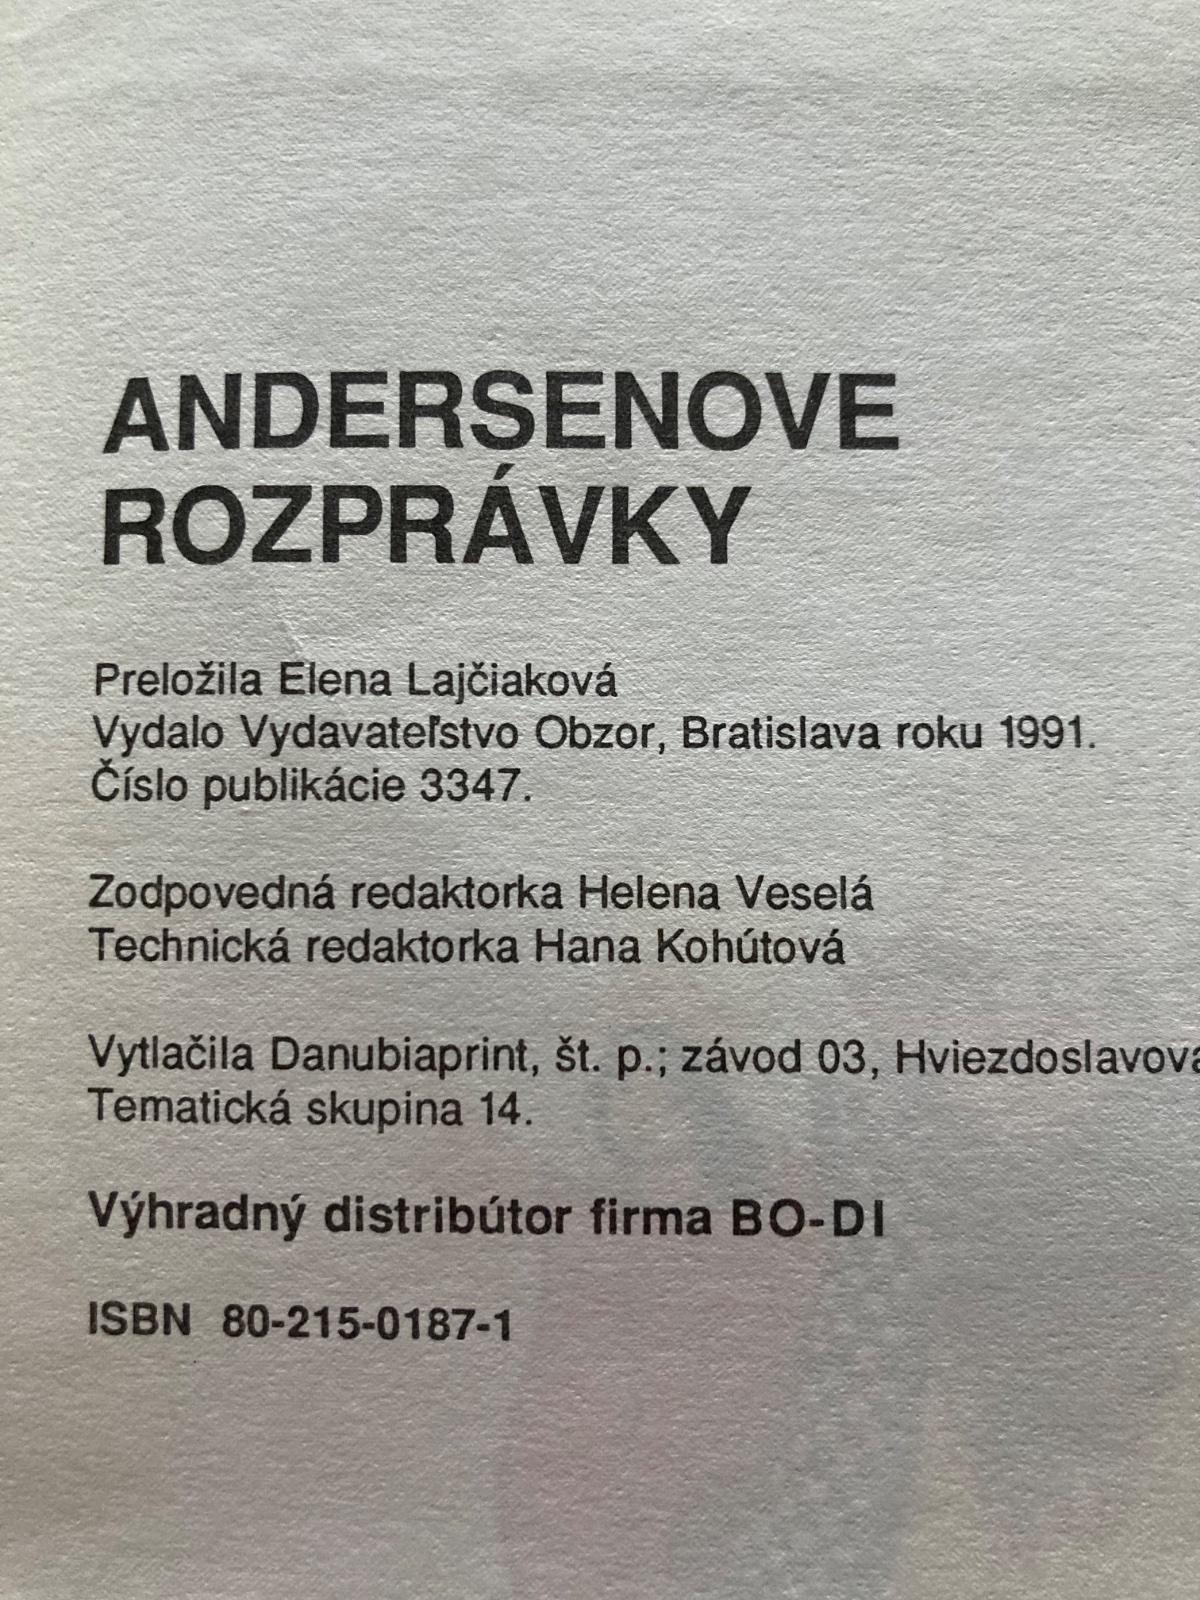 ANDERSENOVE
ROZPRÁVKY
Preložila Elena Lajčiaková
Vydalo Vydavateľstvo Obzor, Bratislava roku 1991.
Číslo publikácie 3347.
Zodpovedná redaktorka Helena Veselá
Technická redaktorka Hana Kohútová
Vytlačila Danubiaprint, št. p.; závod 03, Hviezdoslavova
Tematická skupina 14.
Výhradný distribútor firma BO-DI
ISBN 80-215-0187-1